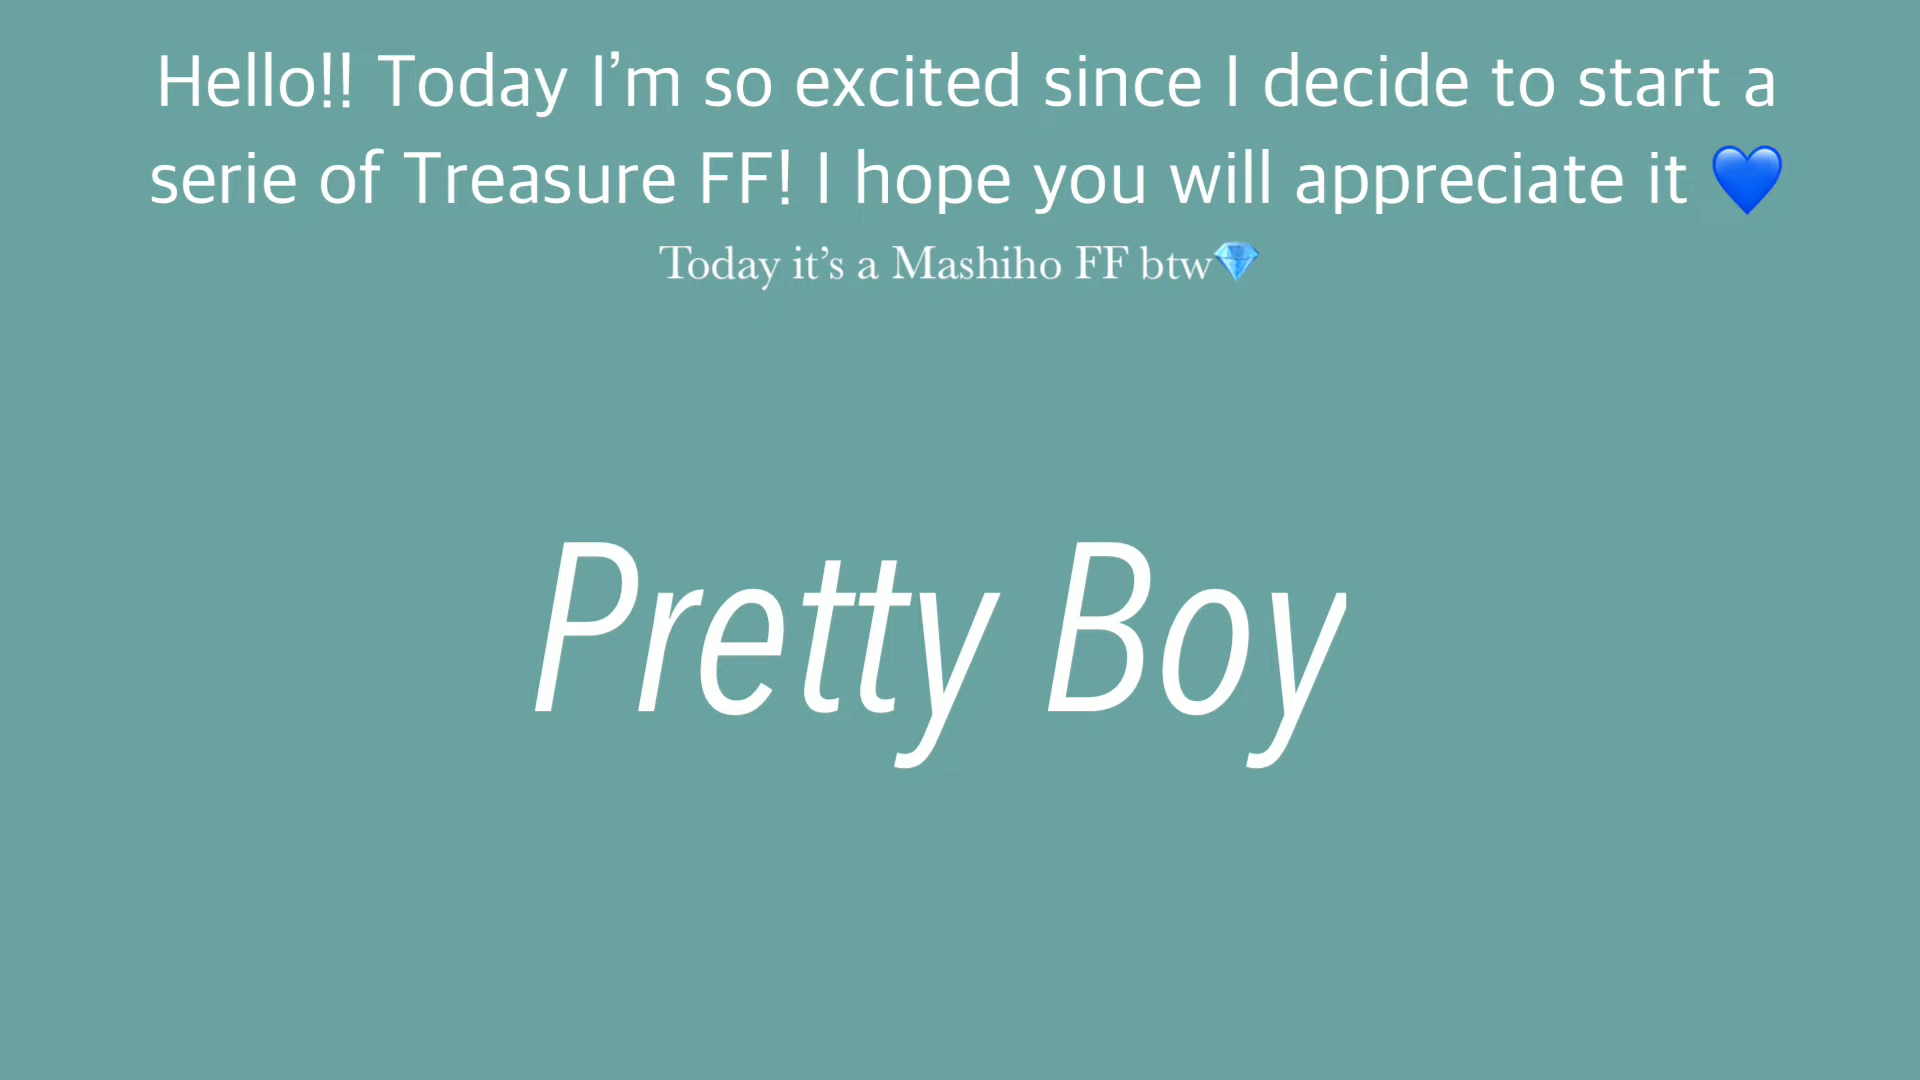 Hello!! Today I’m so excited since I decide to start a
serie of Treasure FF! I hope you will appreciate it 💙
Today it’s a Mashiho FF btw💎
Pretty Boy